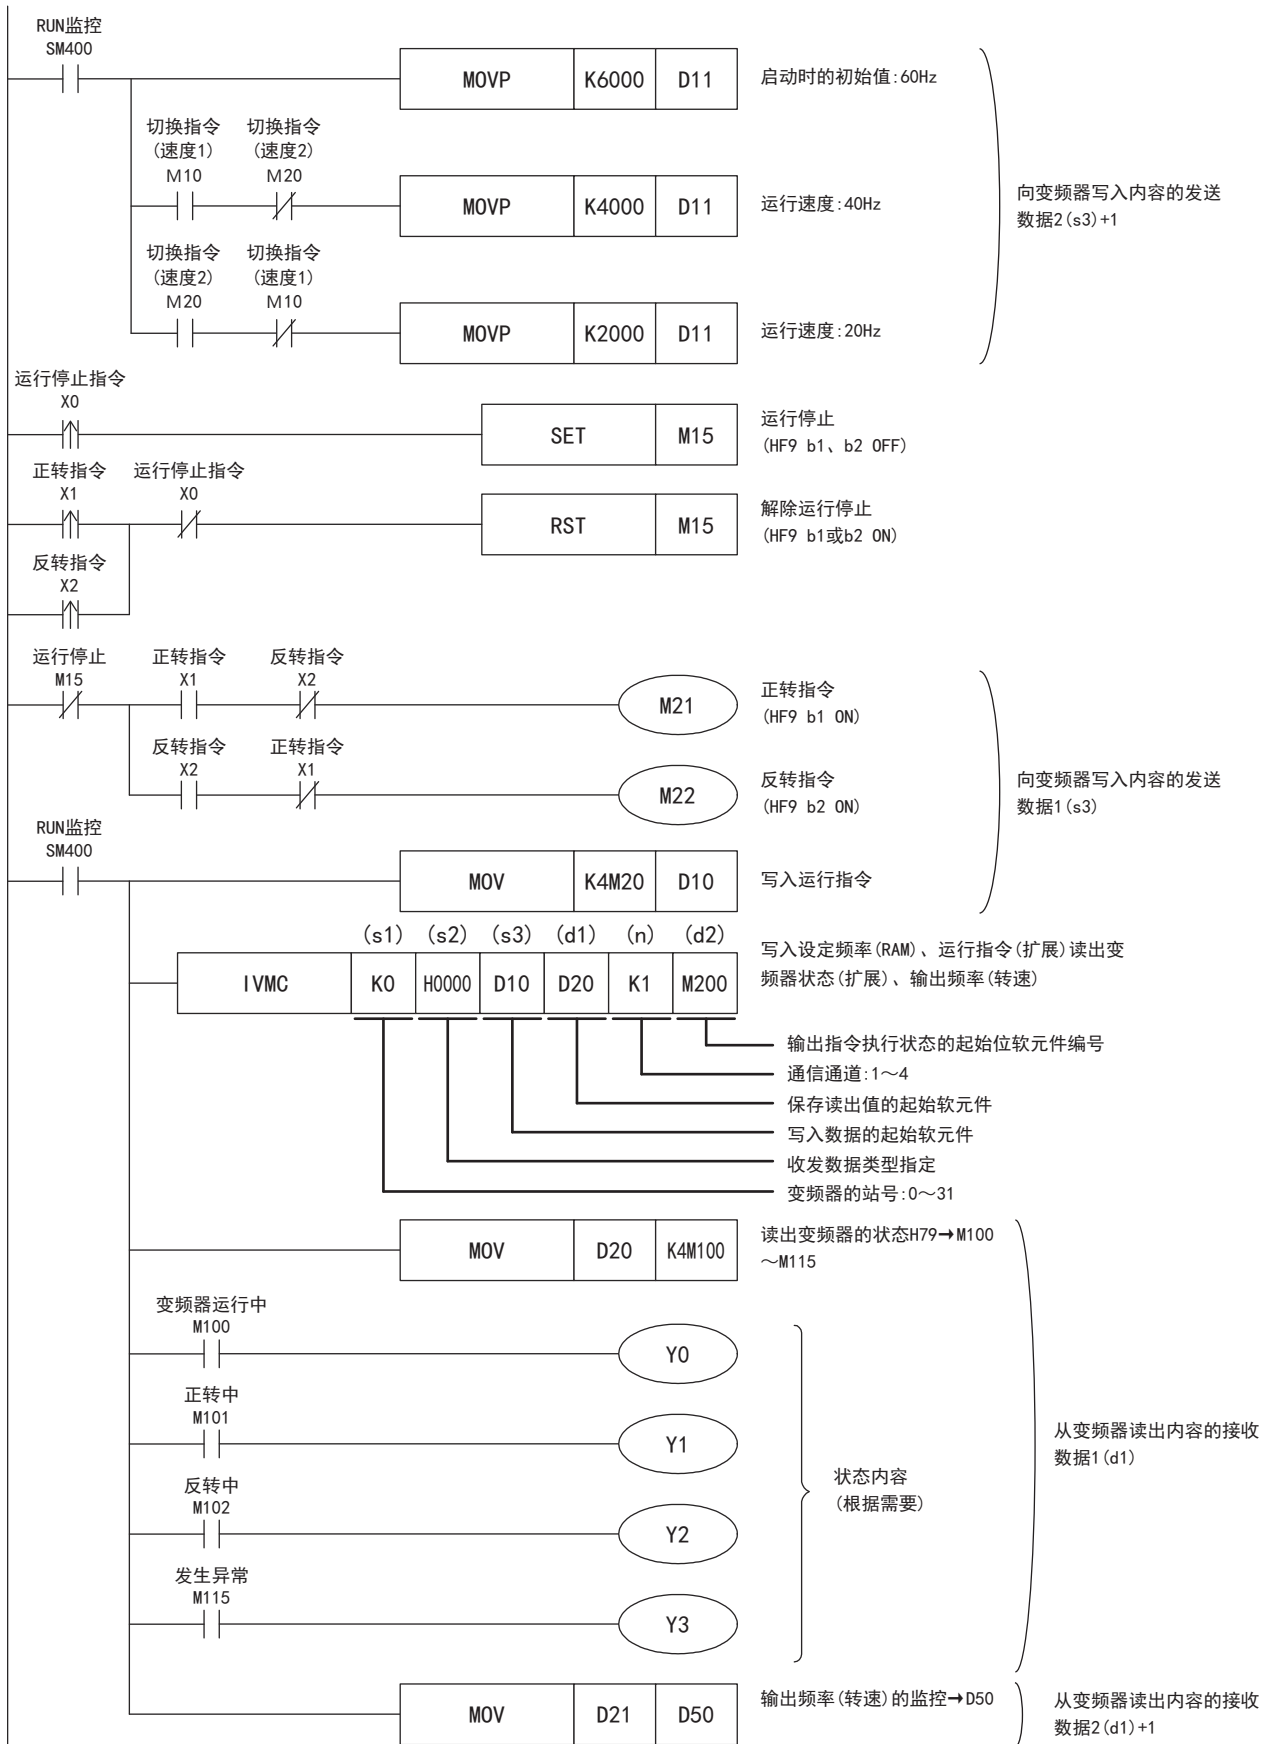 RUN监控
SM400
MOVP K6000 D11 启动时的初始值:60Hz
切换指令 切换指令
(速度1) (速度2)
M10 M20
MOVP K4000 D11 运行速度:40Hz
向变频器写入内容的发送
数据2(s3)+1
切换指令 切换指令
(速度2) (速度1)
M20 M10
MOVP K2000 D11 运行速度:20Hz
运行停止指令
X0
SET M15 运行停止
(HF9 b1、b2 OFF)
正转指令 运行停止指令
X1 X0
RST M15 解除运行停止
(HF9 b1或b2 ON)
反转指令
X2
运行停止 正转指令 反转指令
M15 X1 X2
M21 正转指令
(HF9 b1 ON)
反转指令 正转指令
X2 X1
M22 反转指令
(HF9 b2 ON)
向变频器写入内容的发送
数据1(s3)
RUN监控
SM400
MOV K4M20 D10 写入运行指令
(s1) (s2) (s3) (d1) (n) (d2)
IVMC K0 H0000 D10 D20 K1 M200
写入设定频率(RAM)、运行指令(扩展)读出变
频器状态(扩展)、输出频率(转速)
输出指令执行状态的起始位软元件编号
通信通道:1～4
保存读出值的起始软元件
写入数据的起始软元件
收发数据类型指定
变频器的站号:0～31
MOV D20 K4M100 读出变频器的状态H79→M100
～M115
变频器运行中
M100
Y0
正转中
M101
Y1
反转中
M102
Y2
状态内容
(根据需要)
从变频器读出内容的接收
数据1(d1)
发生异常
M115
Y3
MOV D21 D50 输出频率(转速)的监控→D50
从变频器读出内容的接收
数据2(d1)+1